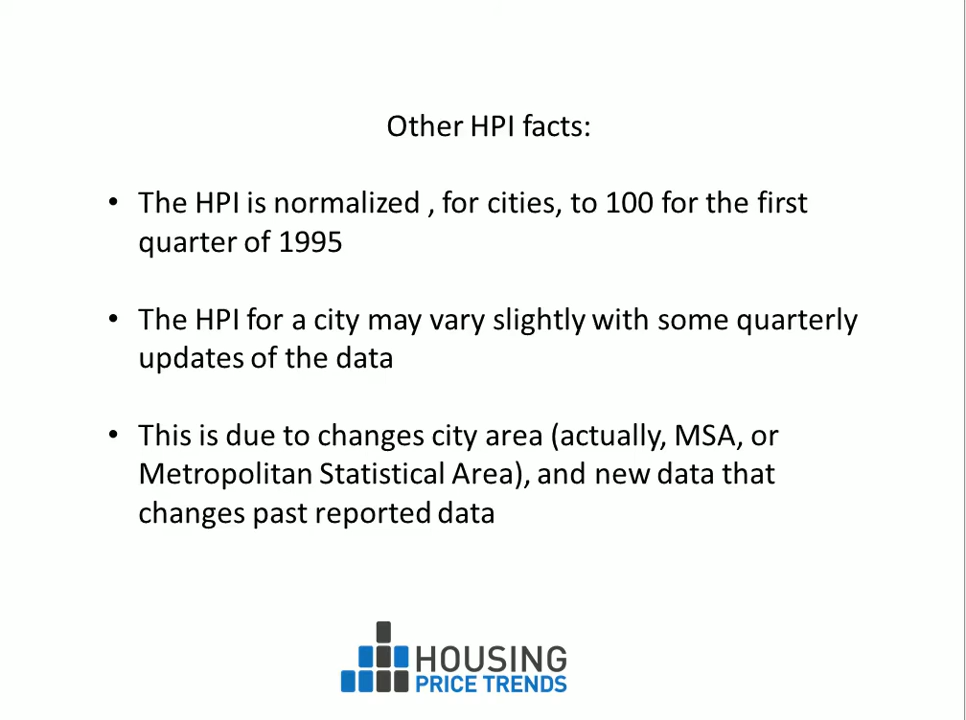 Other HPI facts:
• The HPI is normalized , for cities, to 100 for the first
quarter of 1995
• The HPI for a city may vary slightly with some quarterly
updates of the data
• This is due to changes city area (actually, MSA, or
Metropolitan Statistical Area), and new data that
changes past reported data
HOUSING
PRICE TRENDS